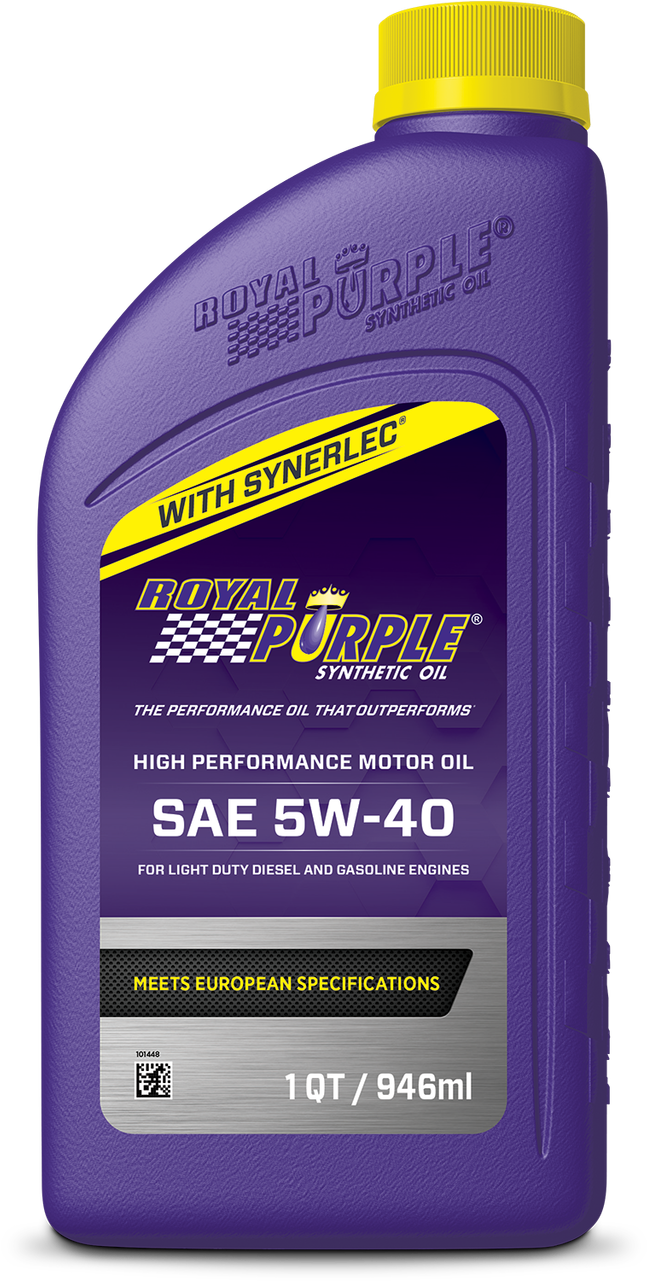 ROYAL
PURPLE®
SYNTHETIC OIL
WITH SYNERLEC®
ROYAL
PURPLE®
SYNTHETIC OIL
THE PERFORMANCE OIL THAT OUTPERFORMS
HIGH PERFORMANCE MOTOR OIL
SAE 5W-40
FOR LIGHT DUTY DIESEL AND GASOLINE ENGINES
MEETS EUROPEAN SPECIFICATIONS
101448
1 QT / 946ml